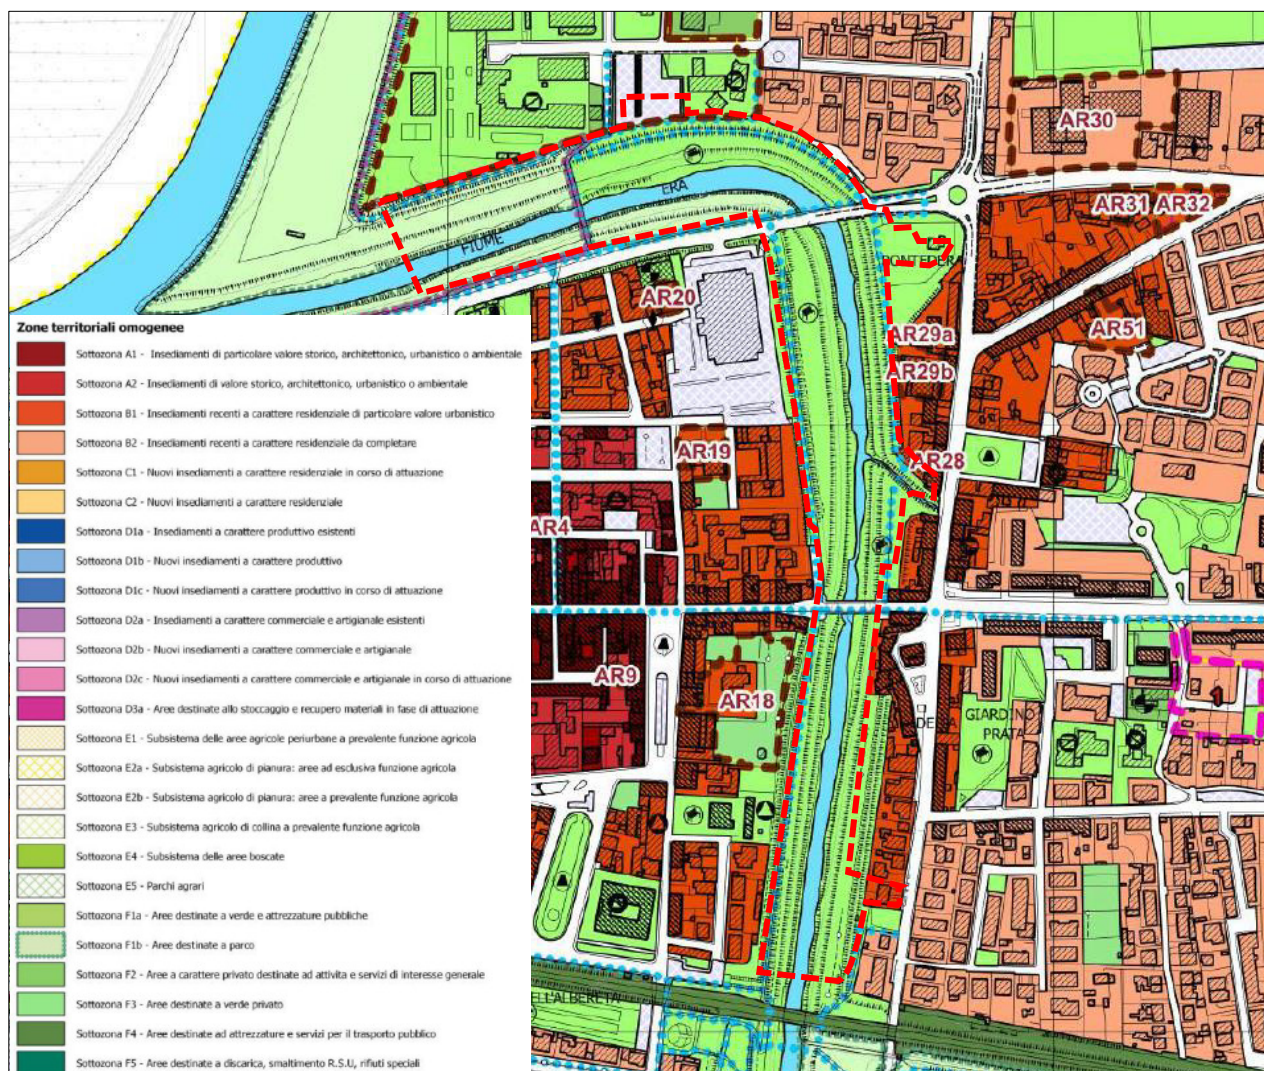 AR30
AR31 AR32
ERA
FIUME
PONTEDERA
AR20
AR29a
AR51
AR29b
AR19
AR28
AR4
AR9
AR18
GIARDINO
PRATA
ELL'ALBERETA
Zone territoriali omogenee
Sottozona A1 - Insediamenti di particolare valore storico, architettonico, urbanistico o ambientale
Sottozona A2 - Insediamenti di valore storico, architettonico, urbanistico o ambientale
Sottozona B1 - Insediamenti recenti a carattere residenziale di particolare valore urbanistico
Sottozona B2 - Insediamenti recenti a carattere residenziale da completare
Sottozona C1 - Nuovi insediamenti a carattere residenziale in corso di attuazione
Sottozona C2 - Nuovi insediamenti a carattere residenziale
Sottozona D1a - Insediamenti a carattere produttivo esistenti
Sottozona D1b - Nuovi insediamenti a carattere produttivo
Sottozona D1c - Nuovi insediamenti a carattere produttivo in corso di attuazione
Sottozona D2a - Insediamenti a carattere commerciale e artigianale esistenti
Sottozona D2b - Nuovi insediamenti a carattere commerciale e artigianale
Sottozona D2c - Nuovi insediamenti a carattere commerciale e artigianale in corso di attuazione
Sottozona D3a - Aree destinate allo stoccaggio e recupero materiali in fase di attuazione
Sottozona E1 - Subsistema delle aree agricole periurbane a prevalente funzione agricola
Sottozona E2a - Subsistema agricolo di pianura: aree ad esclusiva funzione agricola
Sottozona E2b - Subsistema agricolo di pianura: aree a prevalente funzione agricola
Sottozona E3 - Subsistema agricolo di collina a prevalente funzione agricola
Sottozona E4 - Subsistema delle aree boscate
Sottozona E5 - Parchi agrari
Sottozona F1a - Aree destinate a verde e attrezzature pubbliche
Sottozona F1b - Aree destinate a parco
Sottozona F2 - Aree a carattere privato destinate ad attivita e servizi di interesse generale
Sottozona F3 - Aree destinate a verde privato
Sottozona F4 - Aree destinate ad attrezzature e servizi per il trasporto pubblico
Sottozona F5 - Aree destinate a discarica, smaltimento R.S.U, rifiuti speciali